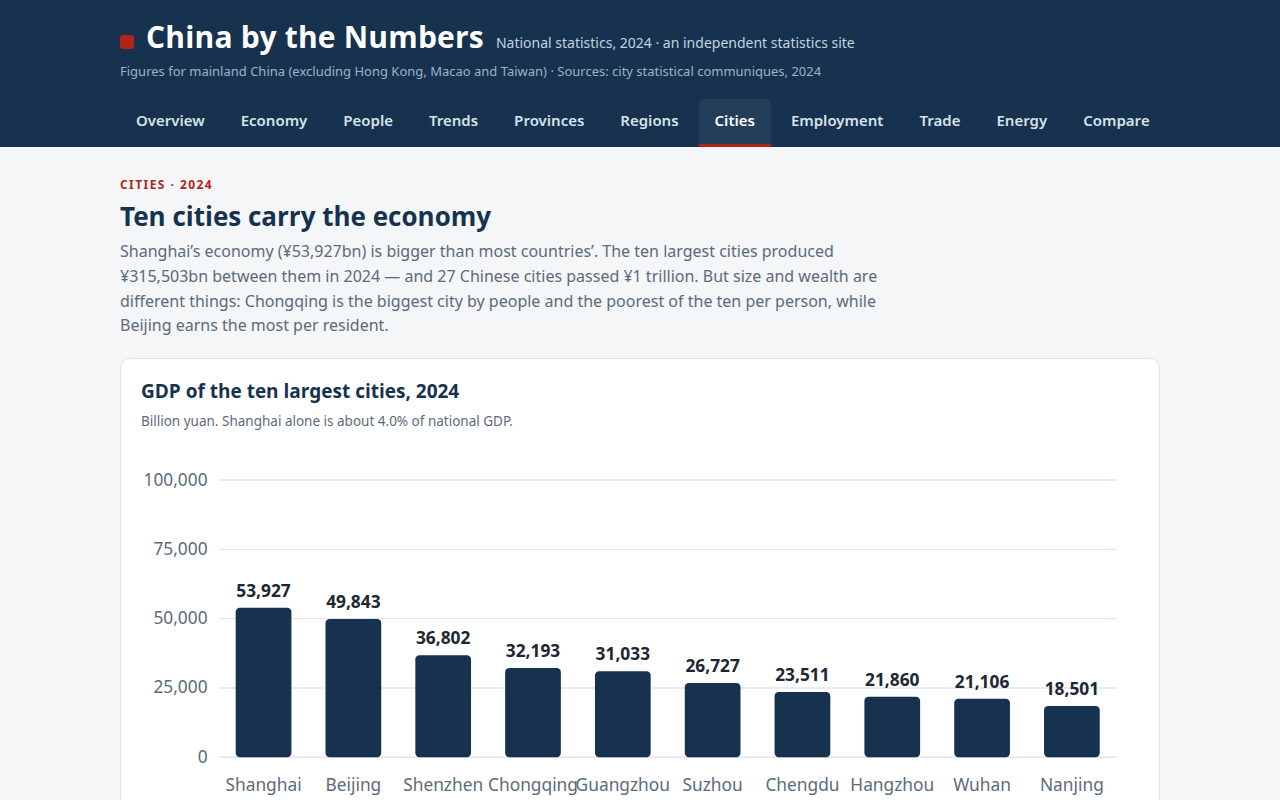 China by the Numbers National statistics, 2024 · an independent statistics site
Figures for mainland China (excluding Hong Kong, Macao and Taiwan) · Sources: city statistical communiques, 2024
Overview Economy People Trends Provinces Regions Cities Employment Trade Energy Compare
CITIES · 2024
Ten cities carry the economy
Shanghai’s economy (¥53,927bn) is bigger than most countries’. The ten largest cities produced
¥315,503bn between them in 2024 — and 27 Chinese cities passed ¥1 trillion. But size and wealth are
different things: Chongqing is the biggest city by people and the poorest of the ten per person, while
Beijing earns the most per resident.
GDP of the ten largest cities, 2024
Billion yuan. Shanghai alone is about 4.0% of national GDP.
100,000
75,000
50,000
25,000
0
53,927 49,843 36,802 32,193 31,033 26,727 23,511 21,860 21,106 18,501
Shanghai Beijing Shenzhen Chongqing Guangzhou Suzhou Chengdu Hangzhou Wuhan Nanjing